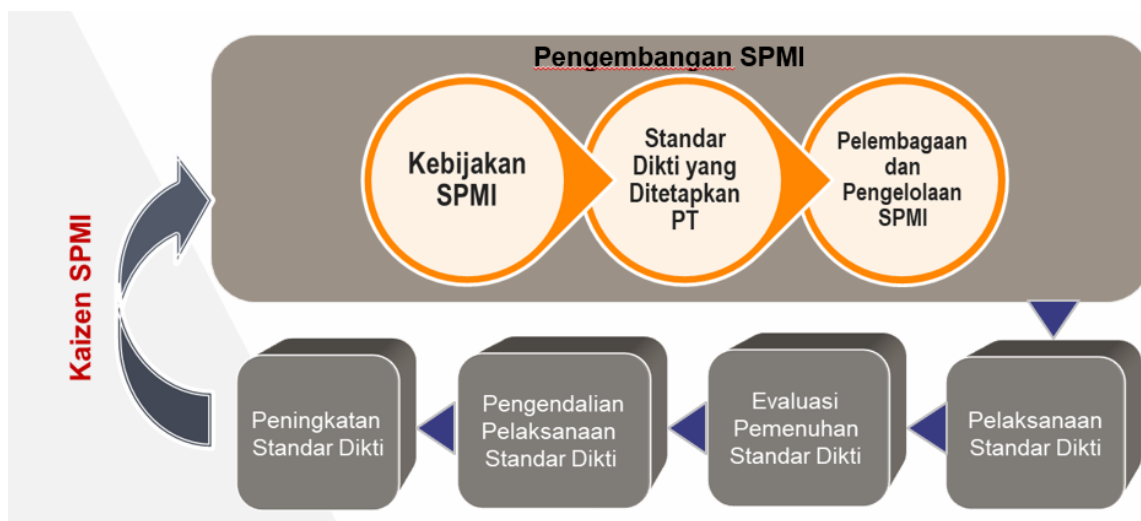 Pengembangan SPMI
Kebijakan
SPMI
Standar
Dikti yang
Ditetapkan
PT
Pelembagaan
dan
Pengelolaan
SPMI
Kaizen SPMI
Peningkatan
Standar Dikti
Pengendalian
Pelaksanaan
Standar Dikti
Evaluasi
Pemenuhan
Standar Dikti
Pelaksanaan
Standar Dikti